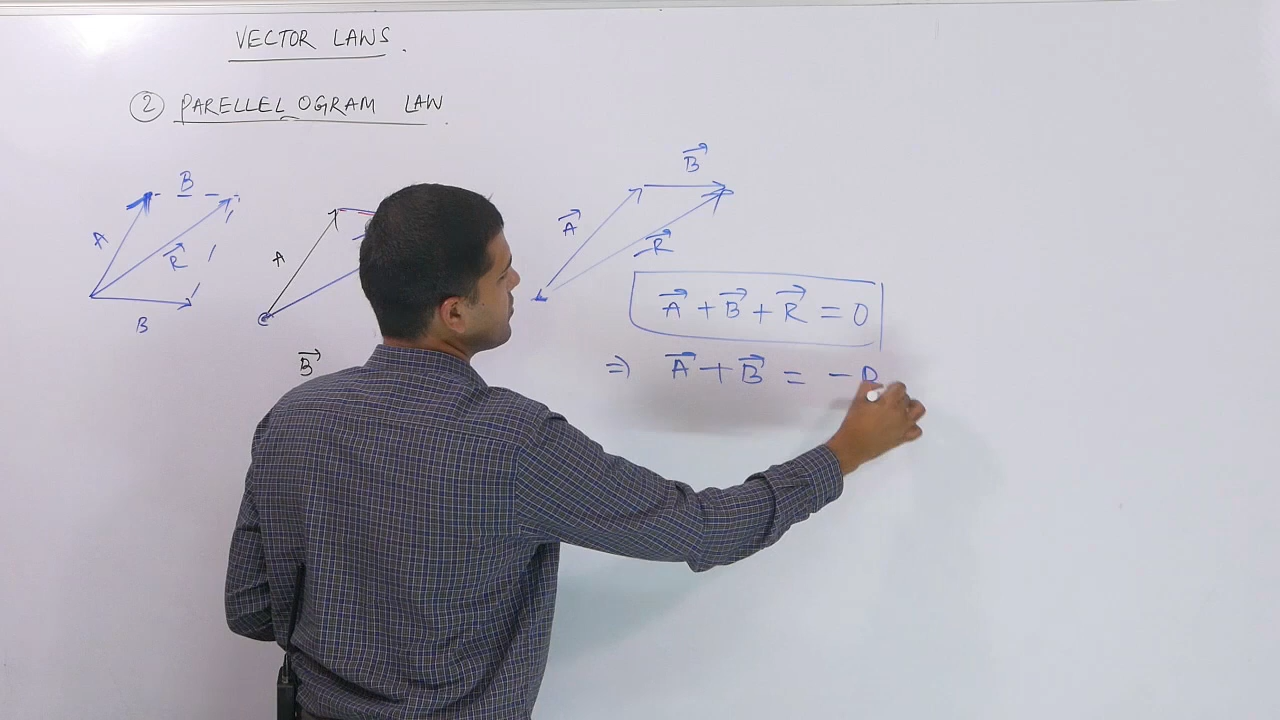 VECTOR LAWS.
② PARELLELOGRAM LAW.
B
A
R⃗
B
A
B⃗
B⃗
A⃗
R⃗
A⃗ + B⃗ + R⃗ = 0
⇒ A⃗ + B⃗ = - R